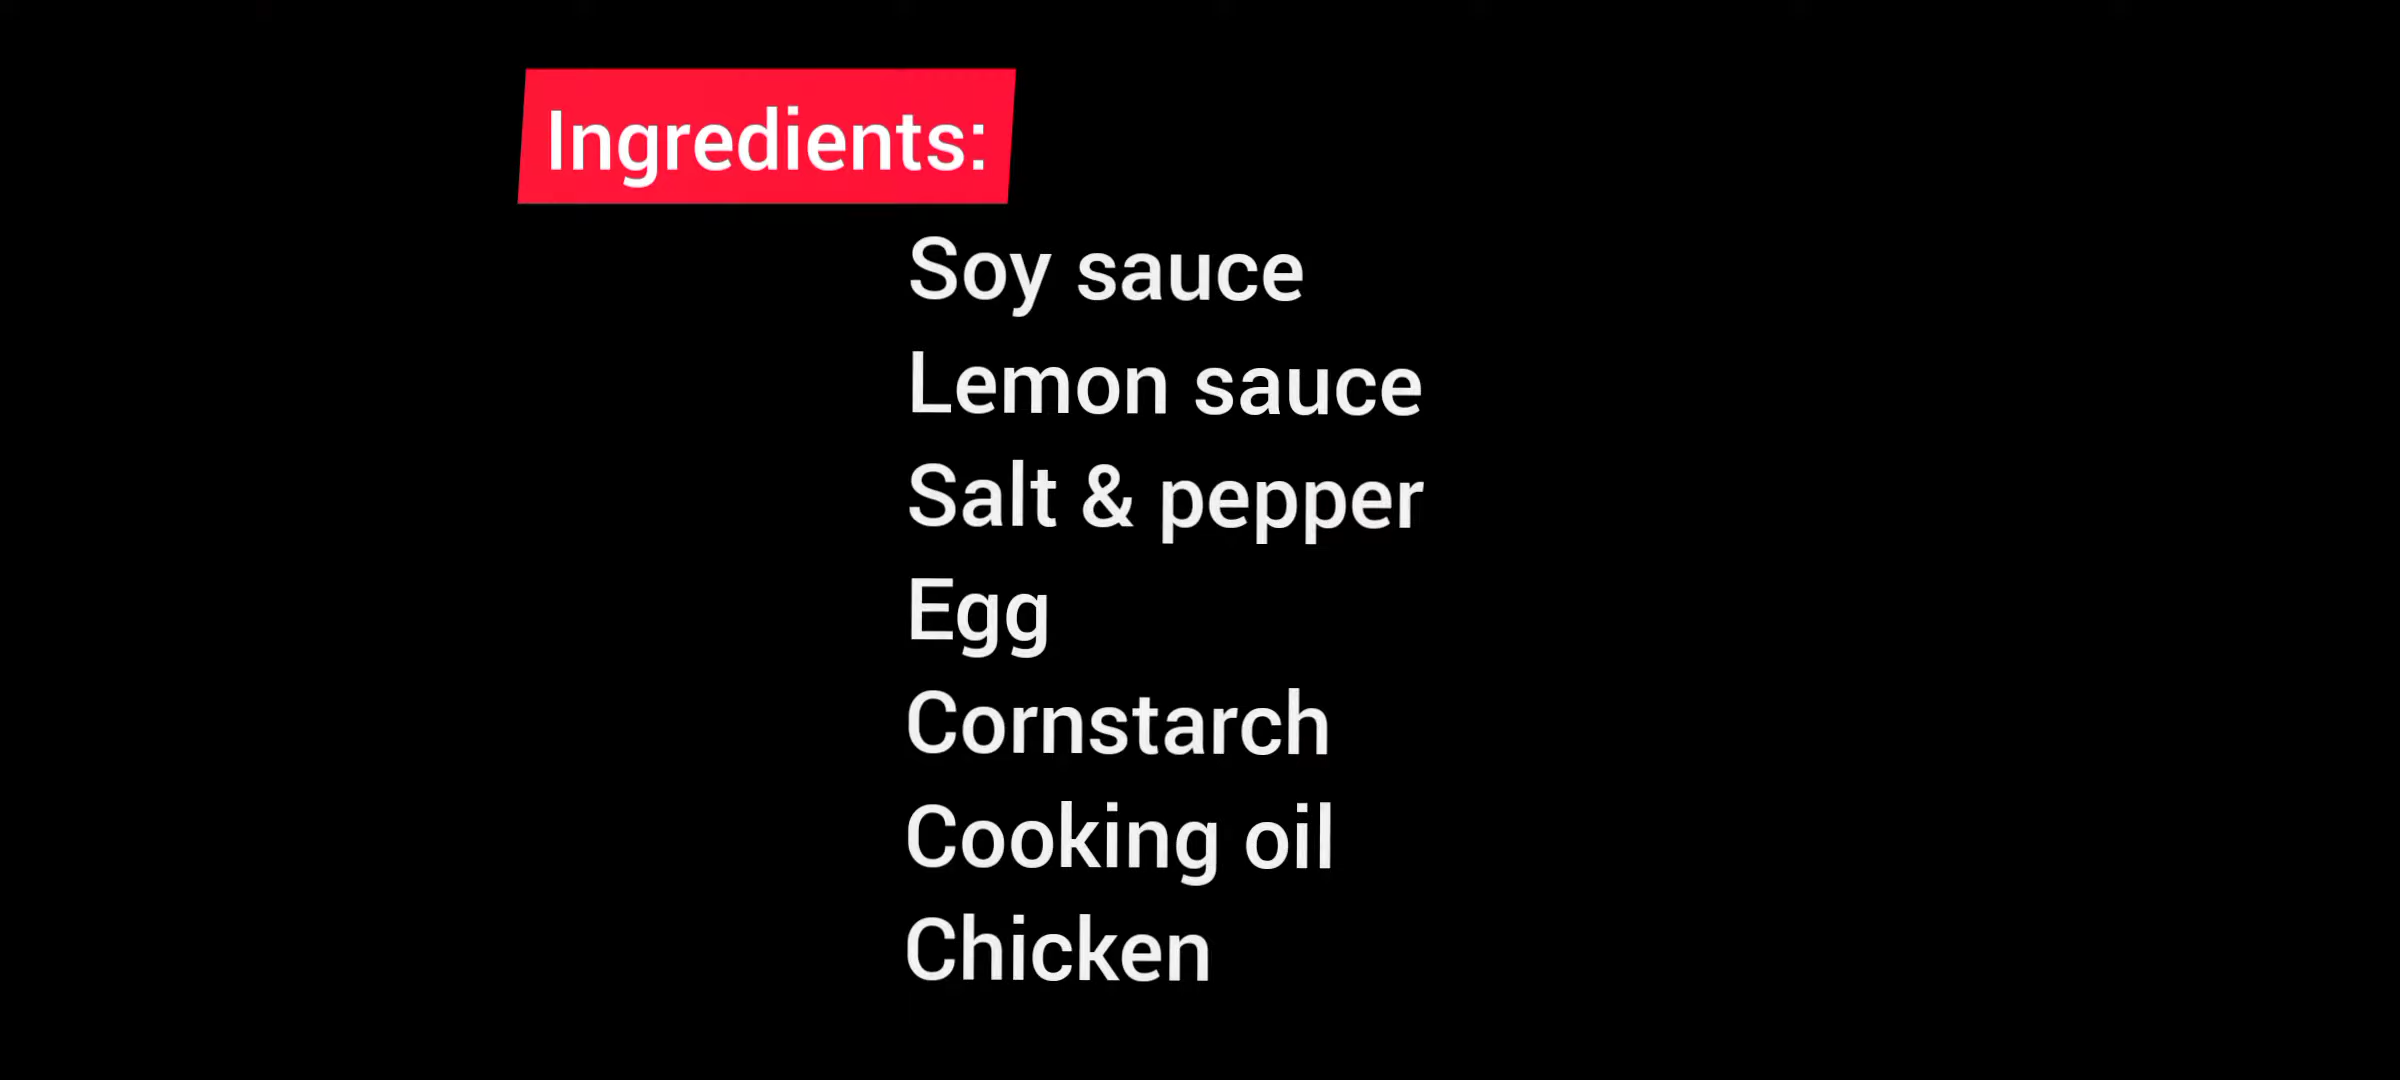 Ingredients:
Soy sauce
Lemon sauce
Salt & pepper
Egg
Cornstarch
Cooking oil
Chicken